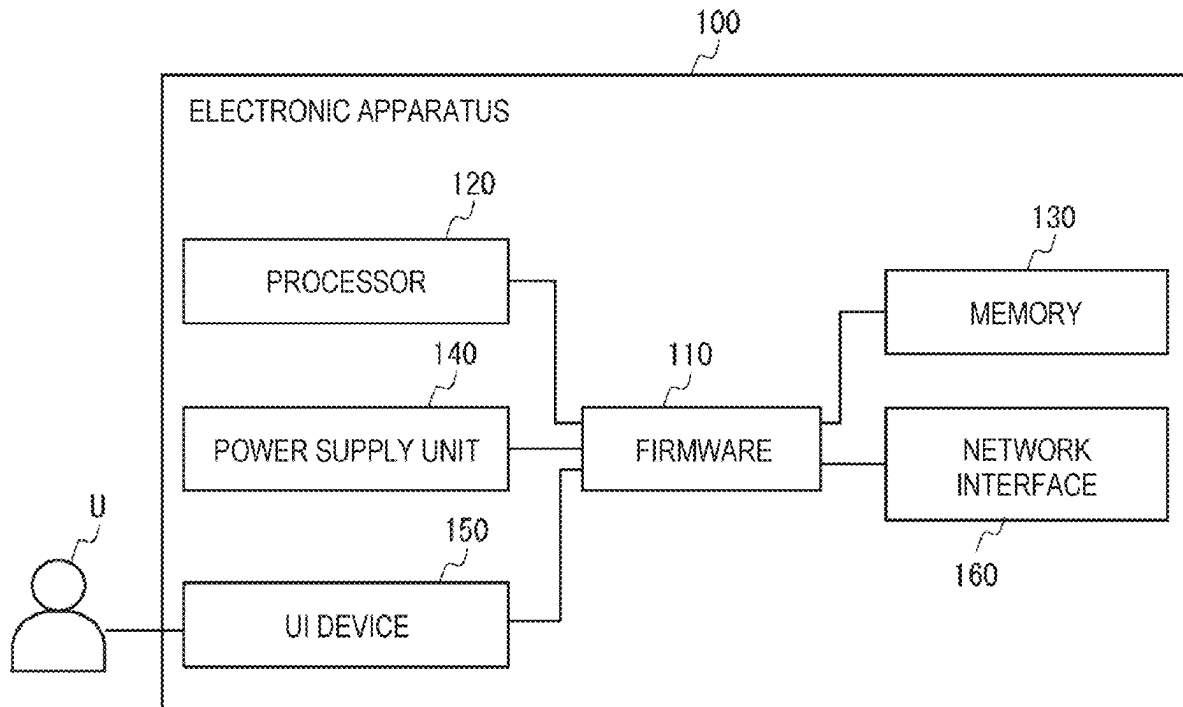 100
ELECTRONIC APPARATUS
120
PROCESSOR
130
MEMORY
140
POWER SUPPLY UNIT
110
FIRMWARE
NETWORK
INTERFACE
160
U
150
UI DEVICE